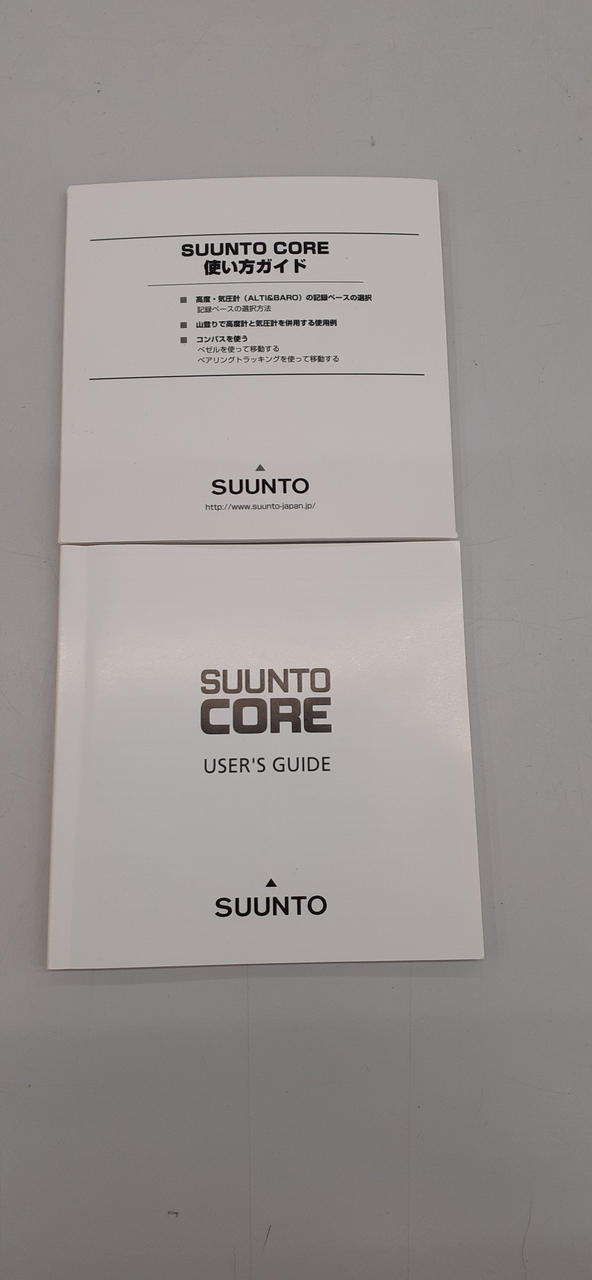 SUUNTO CORE
使い方ガイド
■ 高度・気圧計（ALTI&BARO）の記録ベースの選択
記録ベースの選択方法
■ 山登りで高度計と気圧計を併用する使用例
■ コンパスを使う
ベゼルを使って移動する
ベアリングトラッキングを使って移動する
SUUNTO
http://www.suunto-japan.jp/
SUUNTO
CORE
USER'S GUIDE
SUUNTO